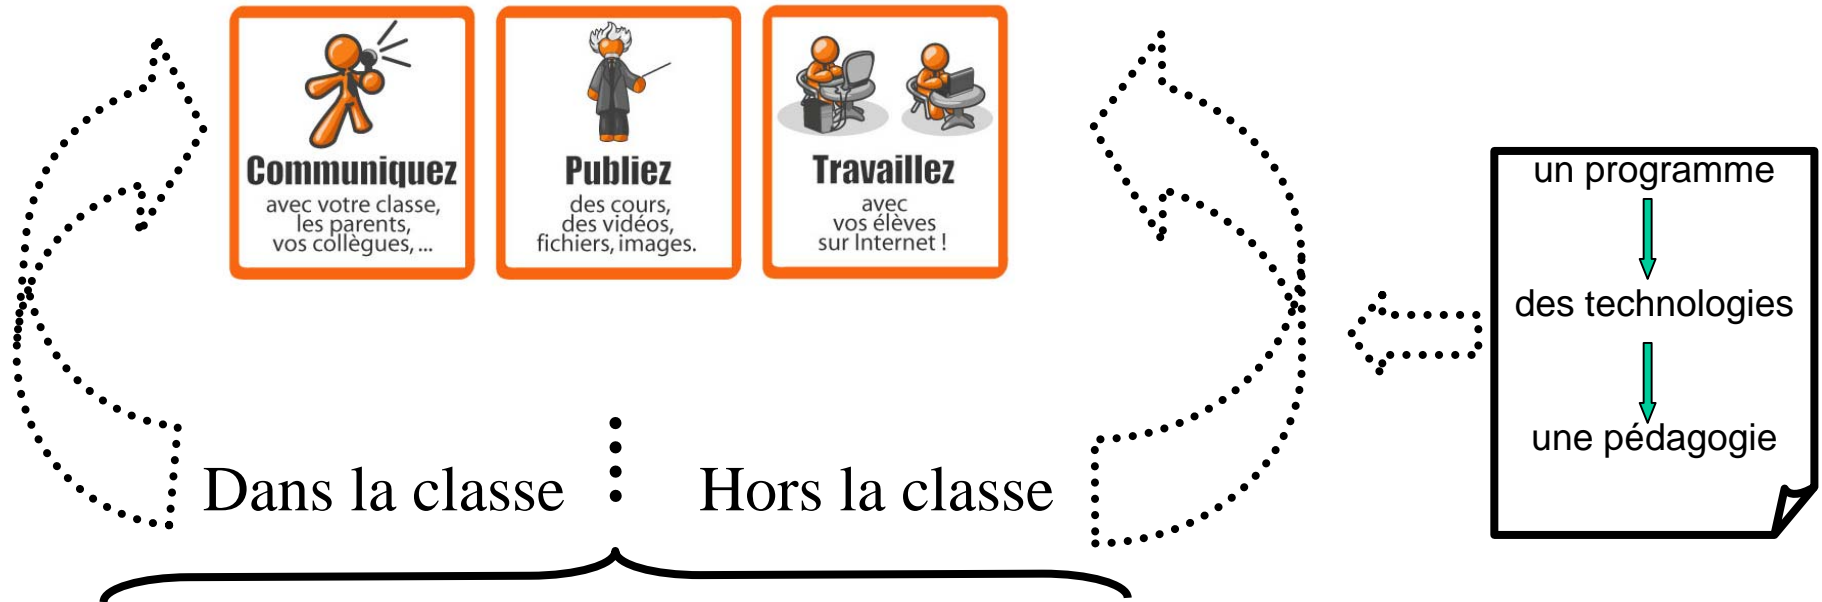 Communiquez
avec votre classe,
les parents,
vos collègues, ...
Publiez
des cours,
des vidéos,
fichiers, images.
Travaillez
avec
vos élèves
sur Internet !
un programme
des technologies
une pédagogie
Dans la classe
Hors la classe